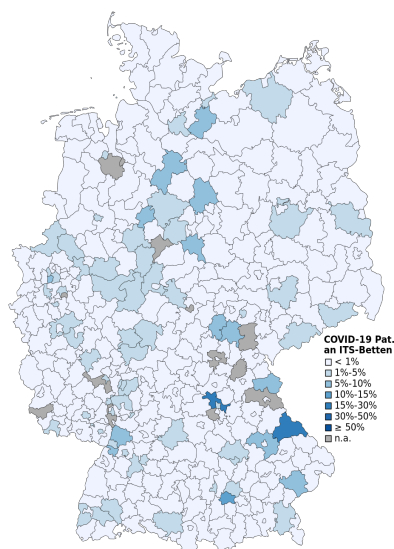 COVID-19 Pat.
an ITS-Betten
< 1%
1%-5%
5%-10%
10%-15%
15%-30%
30%-50%
≥ 50%
n.a.